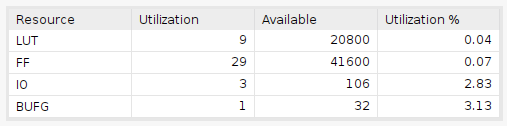 Resource Utilization Available Utilization %
LUT 9 20800 0.04
FF 29 41600 0.07
IO 3 106 2.83
BUFG 1 32 3.13